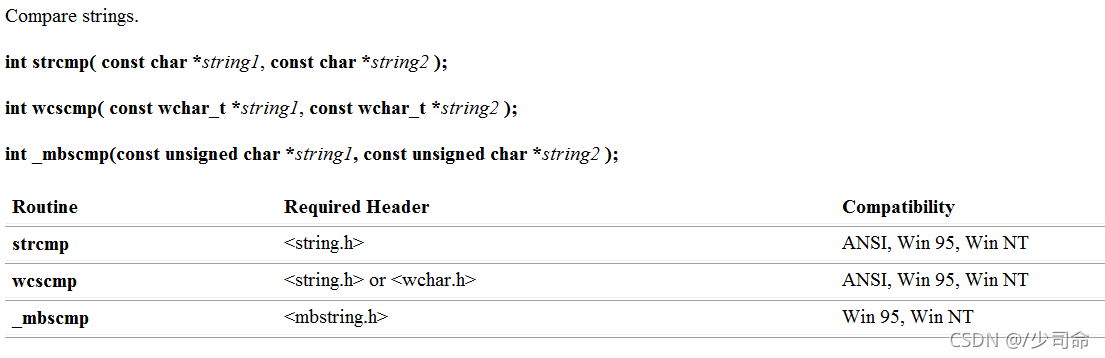 Compare strings.
int strcmp( const char *string1, const char *string2 );
int wcscmp( const wchar_t *string1, const wchar_t *string2 );
int _mbscmp(const unsigned char *string1, const unsigned char *string2 );
Routine Required Header Compatibility
strcmp <string.h> ANSI, Win 95, Win NT
wcscmp <string.h> or <wchar.h> ANSI, Win 95, Win NT
_mbscmp <mbstring.h> Win 95, Win NT
CSDN @/少司命